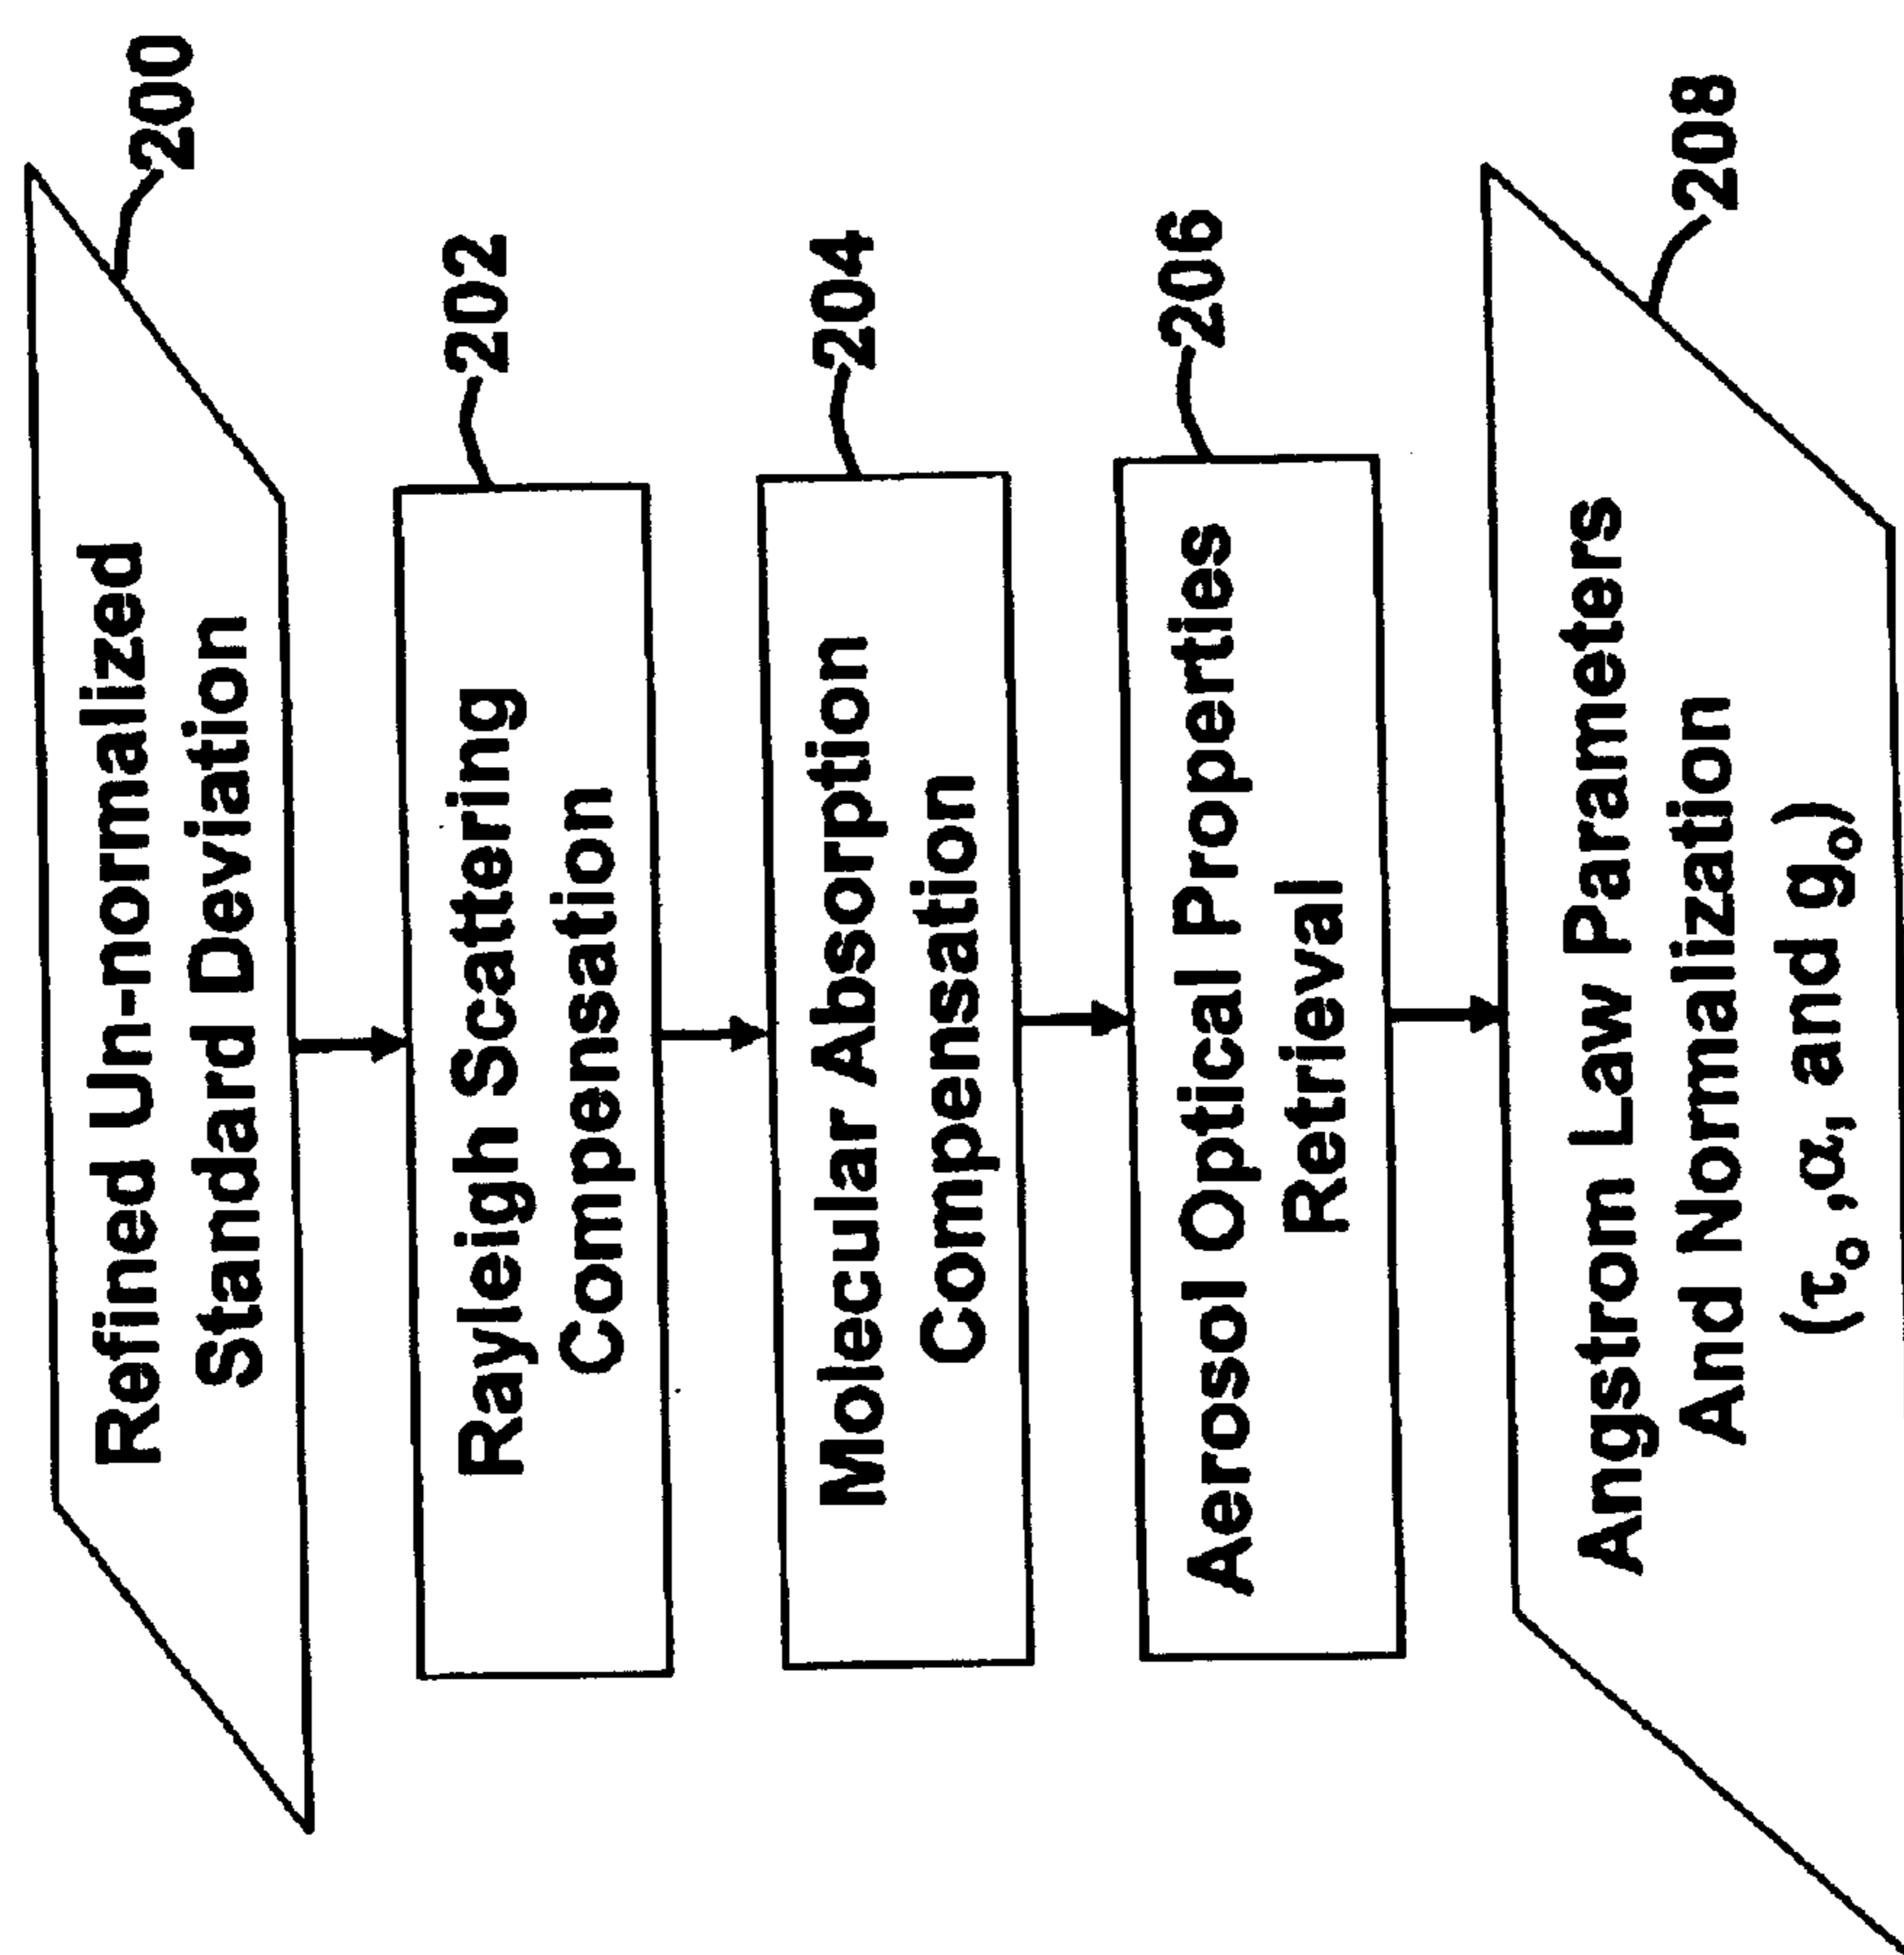 Refined Un-normalized
Standard Deviation
200
Rayleigh Scattering
Compensation
202
Molecular Absorption
Compensation
204
Aerosol Optical Properties
Retrieval
206
Angstrom Law Parameters
And Normalization
(τₒ,α, and gₒ)
208